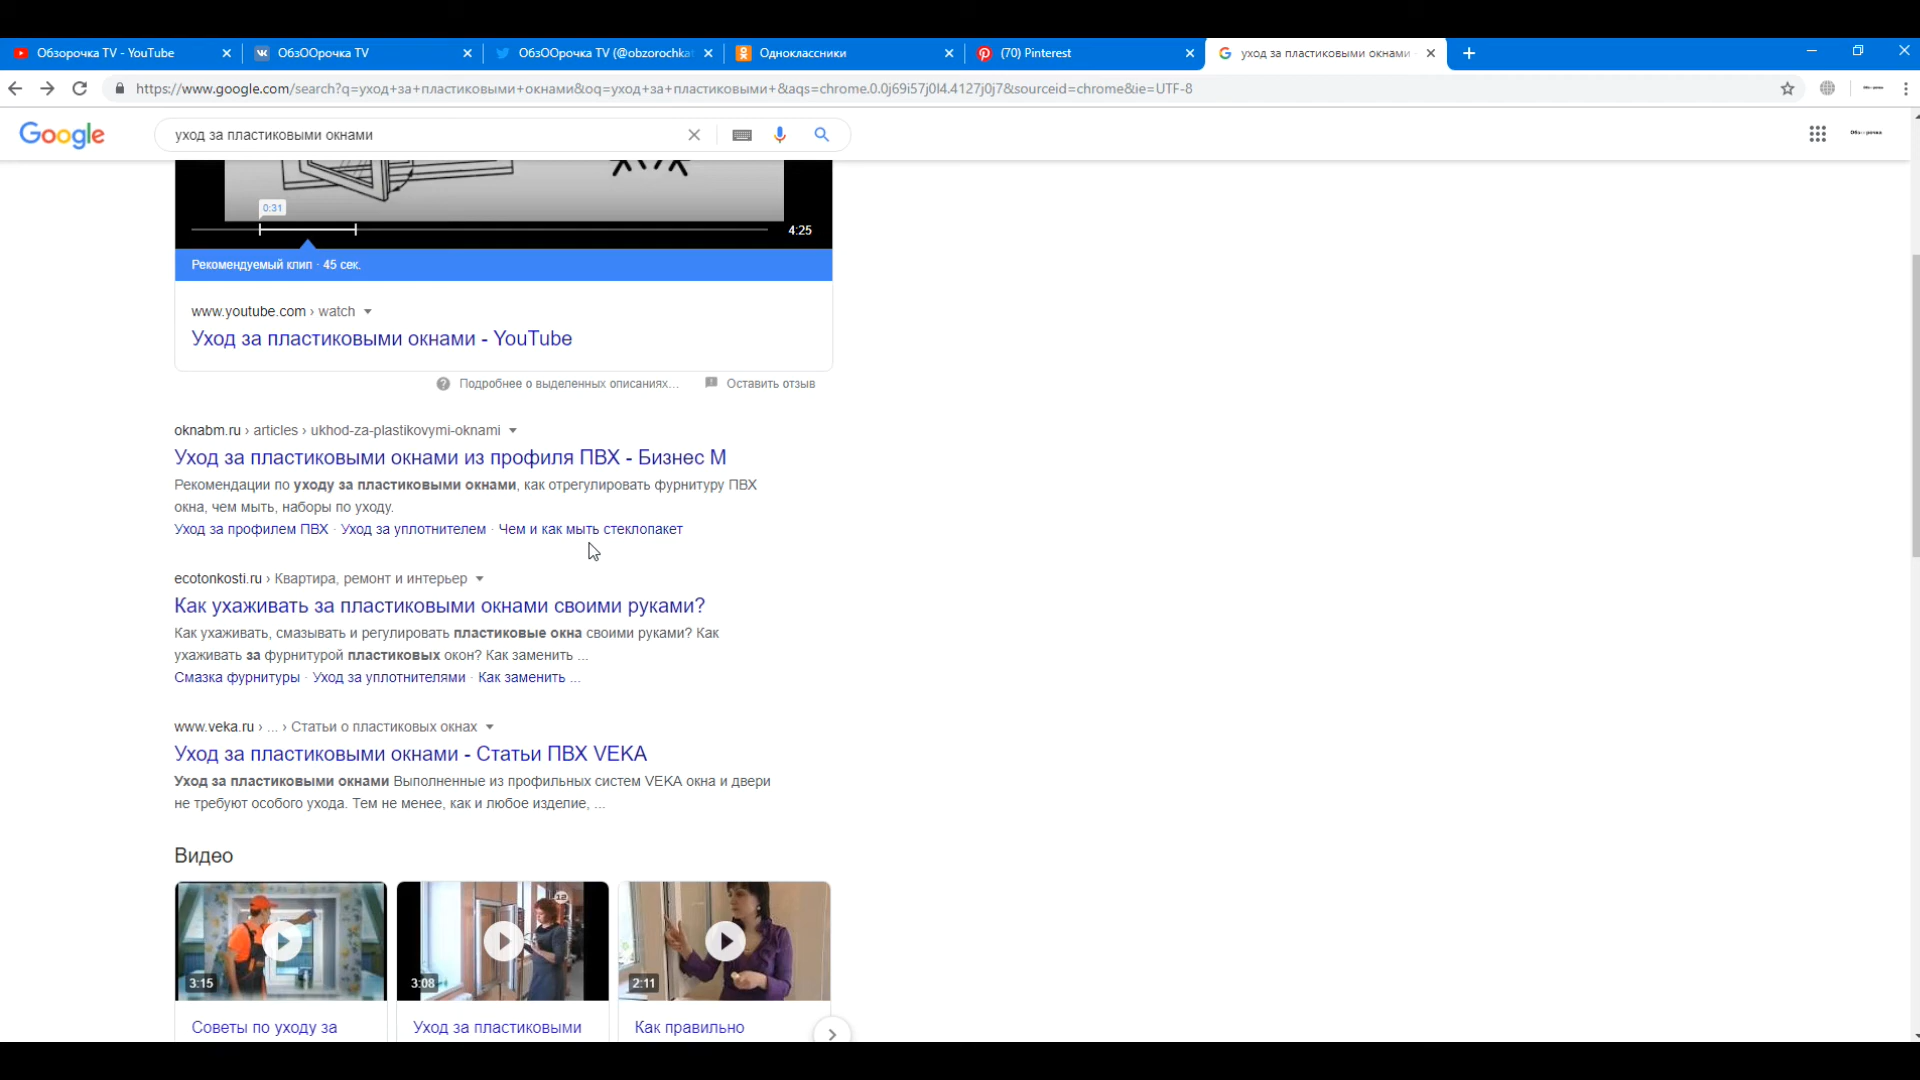 Обзорочка TV - YouTube
ОбзООрочка TV
ОбзООрочка TV (@obzorochka
Одноклассники
(70) Pinterest
уход за пластиковыми окнами
https://www.google.com/search?q=уход+за+пластиковыми+окнами&oq=уход+за+пластиковыми+&aqs=chrome.0.0j69i57j0l4.4127j0j7&sourceid=chrome&ie=UTF-8
Google
уход за пластиковыми окнами
0:31
4:25
Рекомендуемый клип · 45 сек.
www.youtube.com › watch
Уход за пластиковыми окнами - YouTube
Подробнее о выделенных описаниях...
Оставить отзыв
oknabm.ru › articles › ukhod-za-plastikovymi-oknami
Уход за пластиковыми окнами из профиля ПВХ - Бизнес М
Рекомендации по уходу за пластиковыми окнами, как отрегулировать фурнитуру ПВХ
окна, чем мыть, наборы по уходу.
Уход за профилем ПВХ · Уход за уплотнителем · Чем и как мыть стеклопакет
ecotonkosti.ru › Квартира, ремонт и интерьер
Как ухаживать за пластиковыми окнами своими руками?
Как ухаживать, смазывать и регулировать пластиковые окна своими руками? Как
ухаживать за фурнитурой пластиковых окон? Как заменить ...
Смазка фурнитуры · Уход за уплотнителями · Как заменить ...
www.veka.ru › ... › Статьи о пластиковых окнах
Уход за пластиковыми окнами - Статьи ПВХ VEKA
Уход за пластиковыми окнами Выполненные из профильных систем VEKA окна и двери
не требуют особого ухода. Тем не менее, как и любое изделие, ...
Видео
3:15
3:08
12
2:11
Советы по уходу за
Уход за пластиковыми
Как правильно